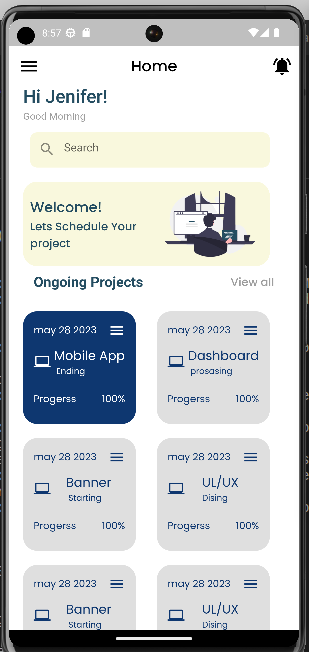 8:57
Home
Hi Jenifer!
Good Morning
Search
Welcome!
Lets Schedule Your
project
Ongoing Projects View all
may 28 2023
Mobile App
Ending
Progerss 100%
may 28 2023
Dashboard
prosasing
Progerss 100%
may 28 2023
Banner
Starting
Progerss 100%
may 28 2023
UL/UX
Dising
Progerss 100%
may 28 2023
Banner
Starting
may 28 2023
UL/UX
Dising